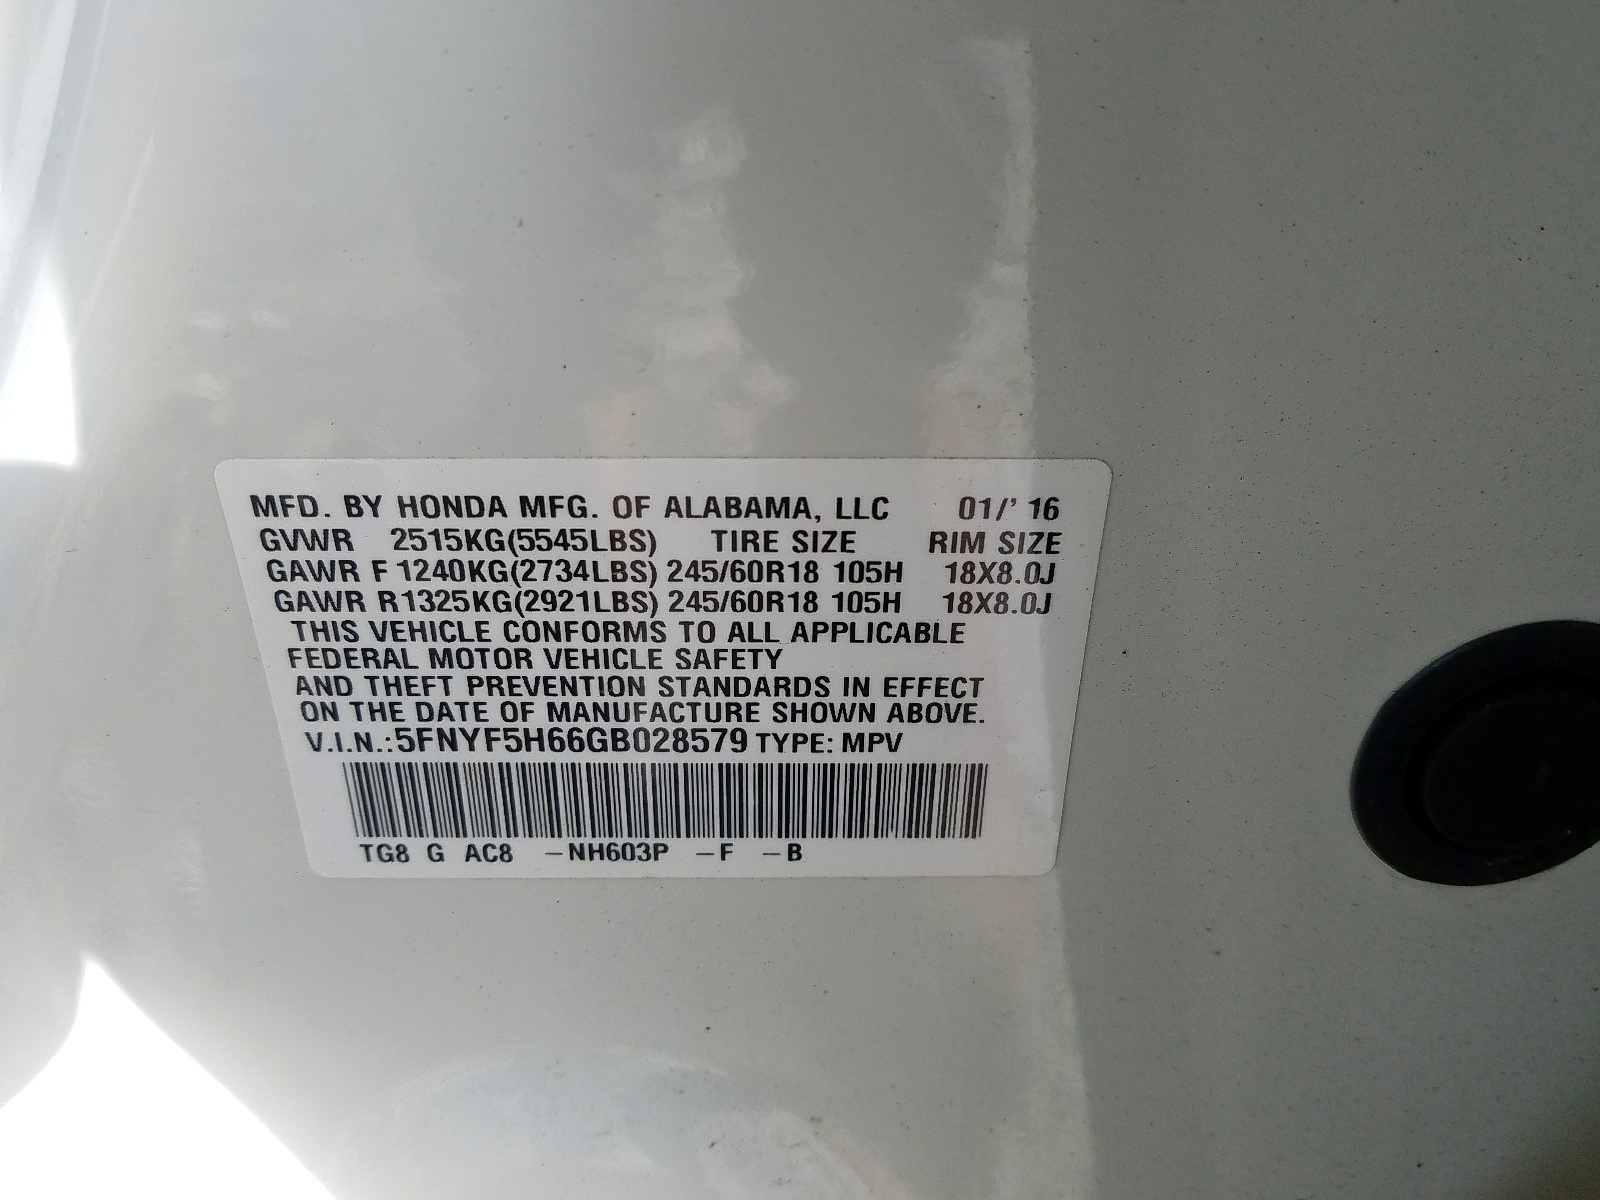 MFD. BY HONDA MFG. OF ALABAMA, LLC 01/' 16
GVWR 2515KG(5545LBS) TIRE SIZE RIM SIZE
GAWR F 1240KG(2734LBS) 245/60R18 105H 18X8.0J
GAWR R1325KG(2921LBS) 245/60R18 105H 18X8.0J
THIS VEHICLE CONFORMS TO ALL APPLICABLE
FEDERAL MOTOR VEHICLE SAFETY
AND THEFT PREVENTION STANDARDS IN EFFECT
ON THE DATE OF MANUFACTURE SHOWN ABOVE.
V.I.N.:5FNYF5H66GB028579 TYPE: MPV
TG8 G AC8 –NH603P –F –B